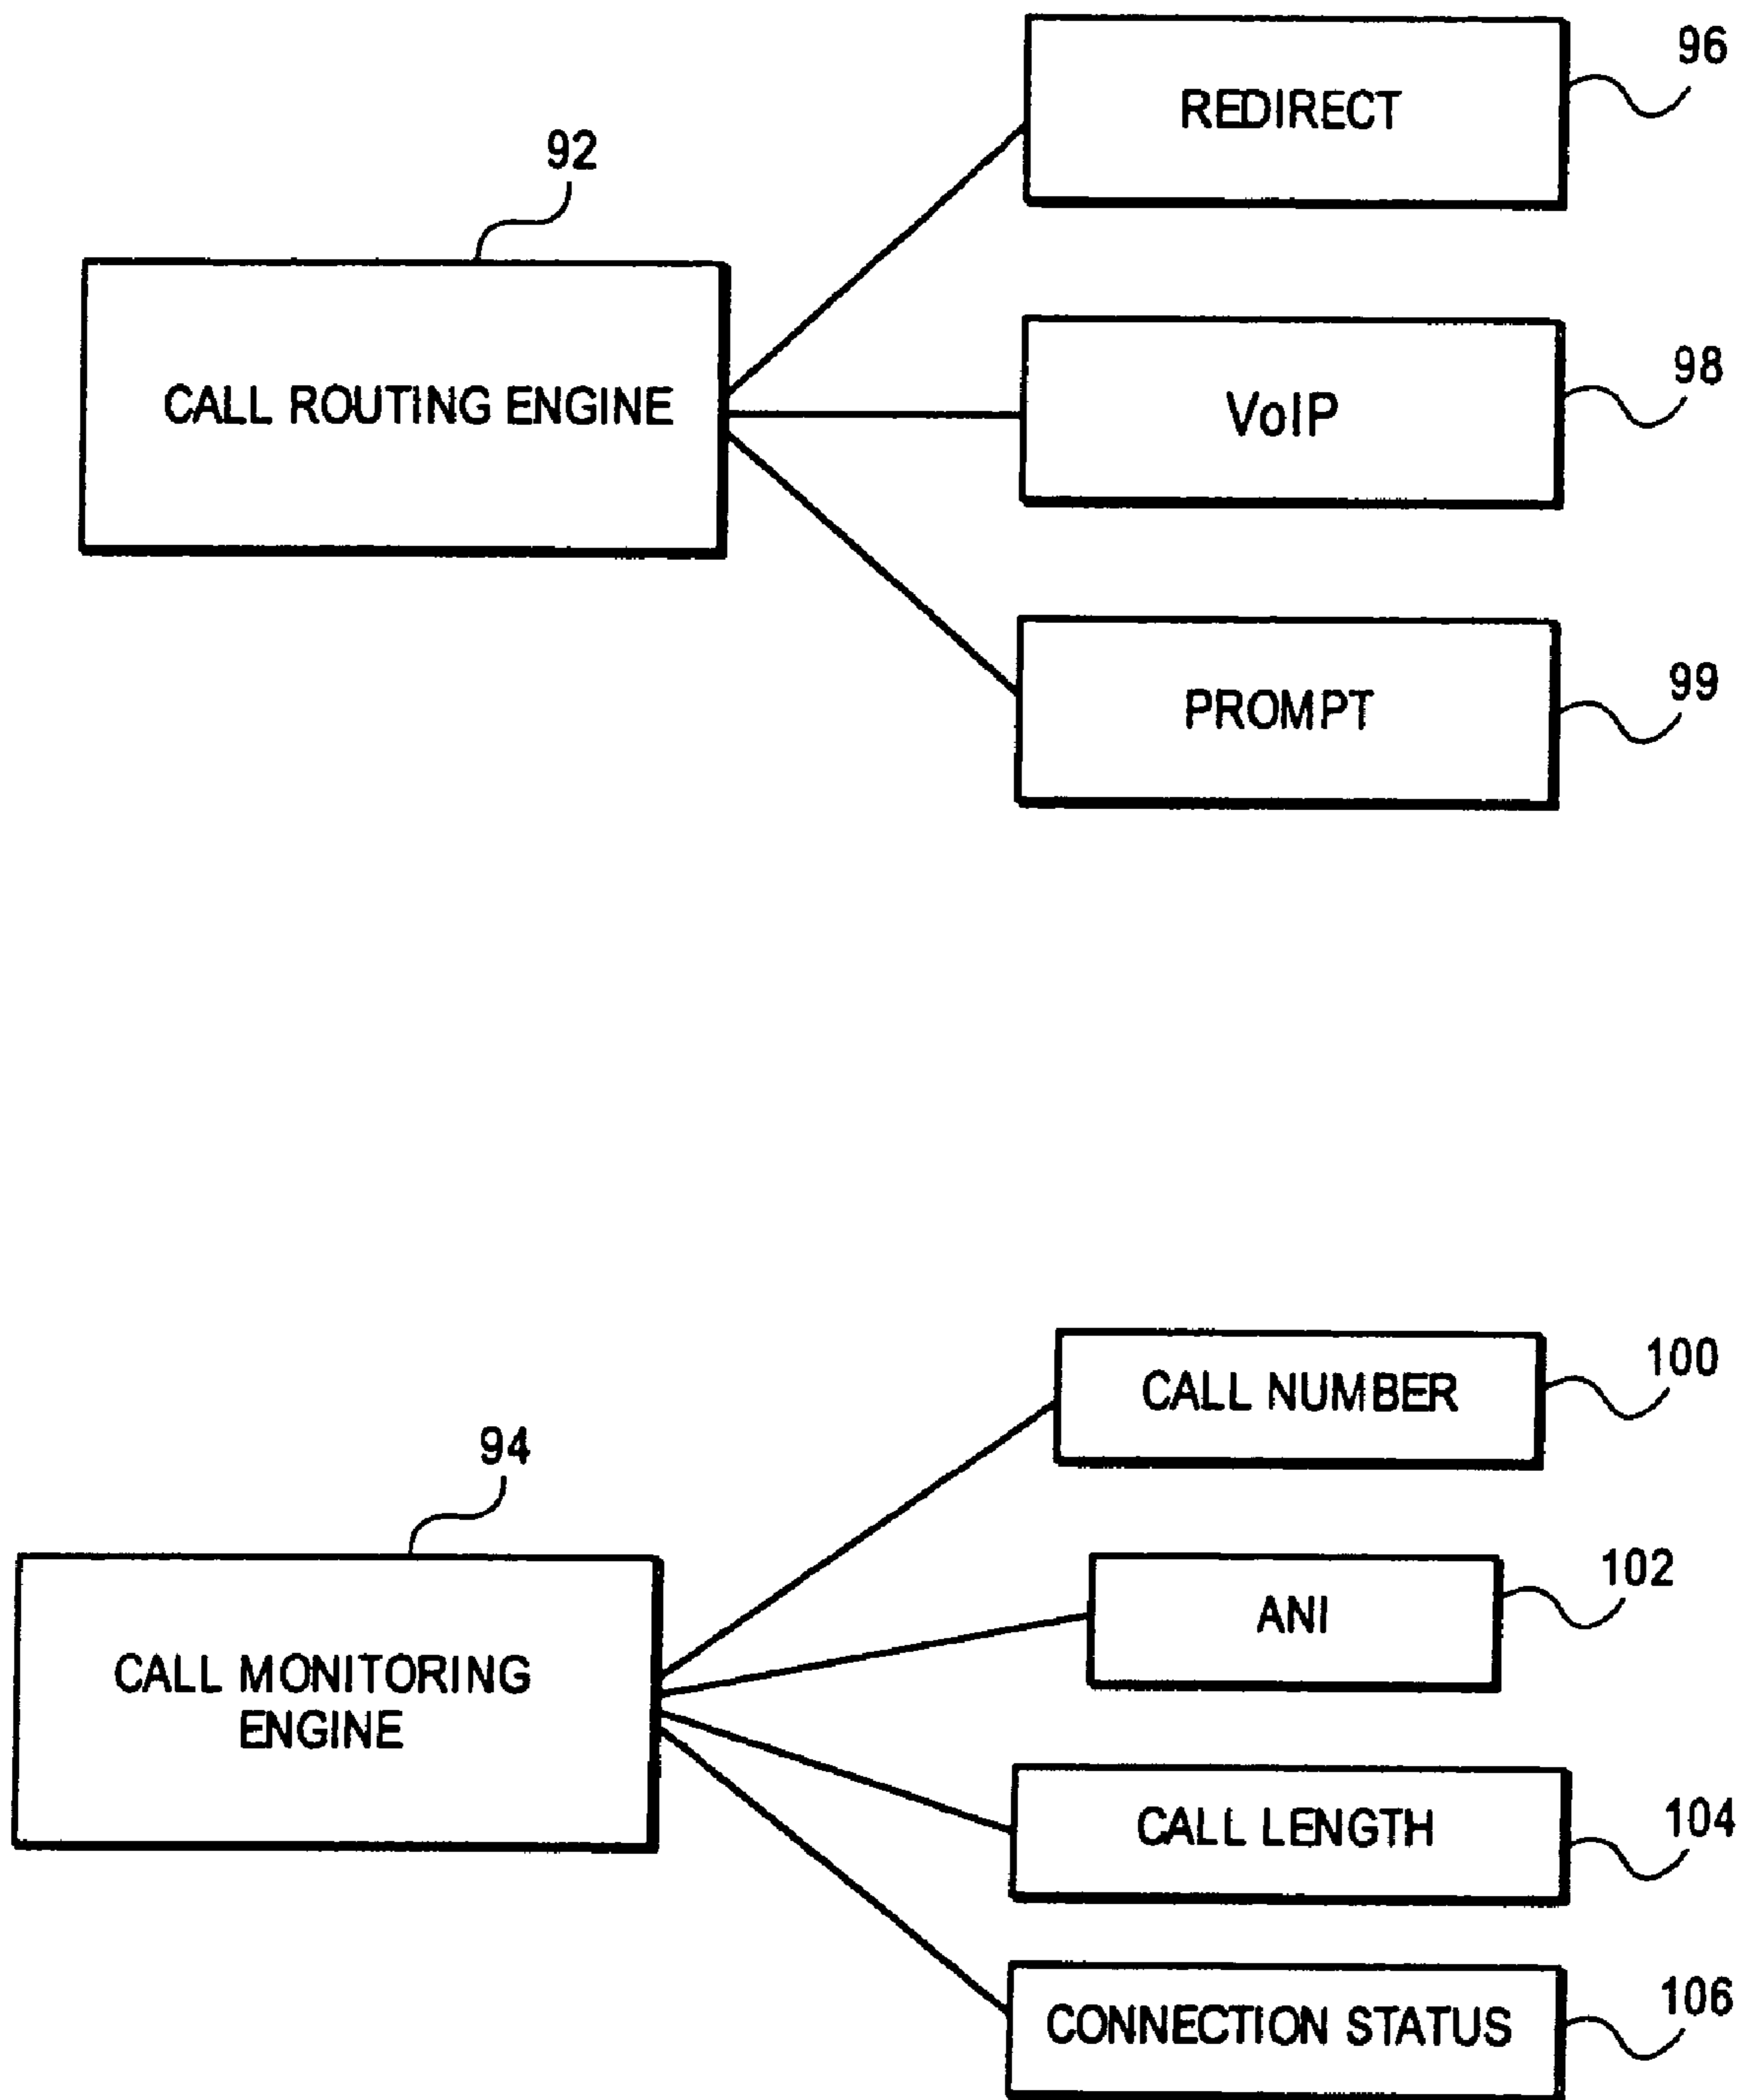 96
REDIRECT
92
98
CALL ROUTING ENGINE
VoIP
99
PROMPT
100
CALL NUMBER
94
102
ANI
CALL MONITORING
ENGINE
104
CALL LENGTH
106
CONNECTION STATUS